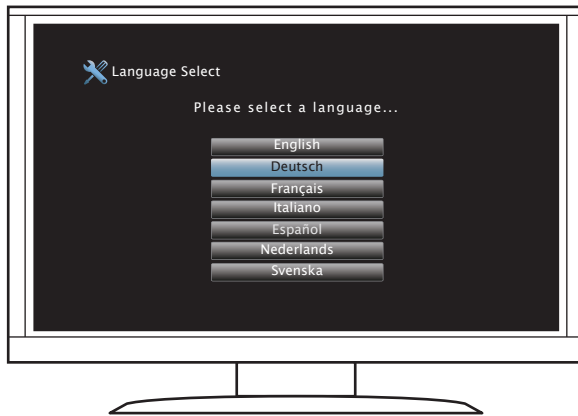 Language Select
Please select a language...
English
Deutsch
Français
Italiano
Español
Nederlands
Svenska